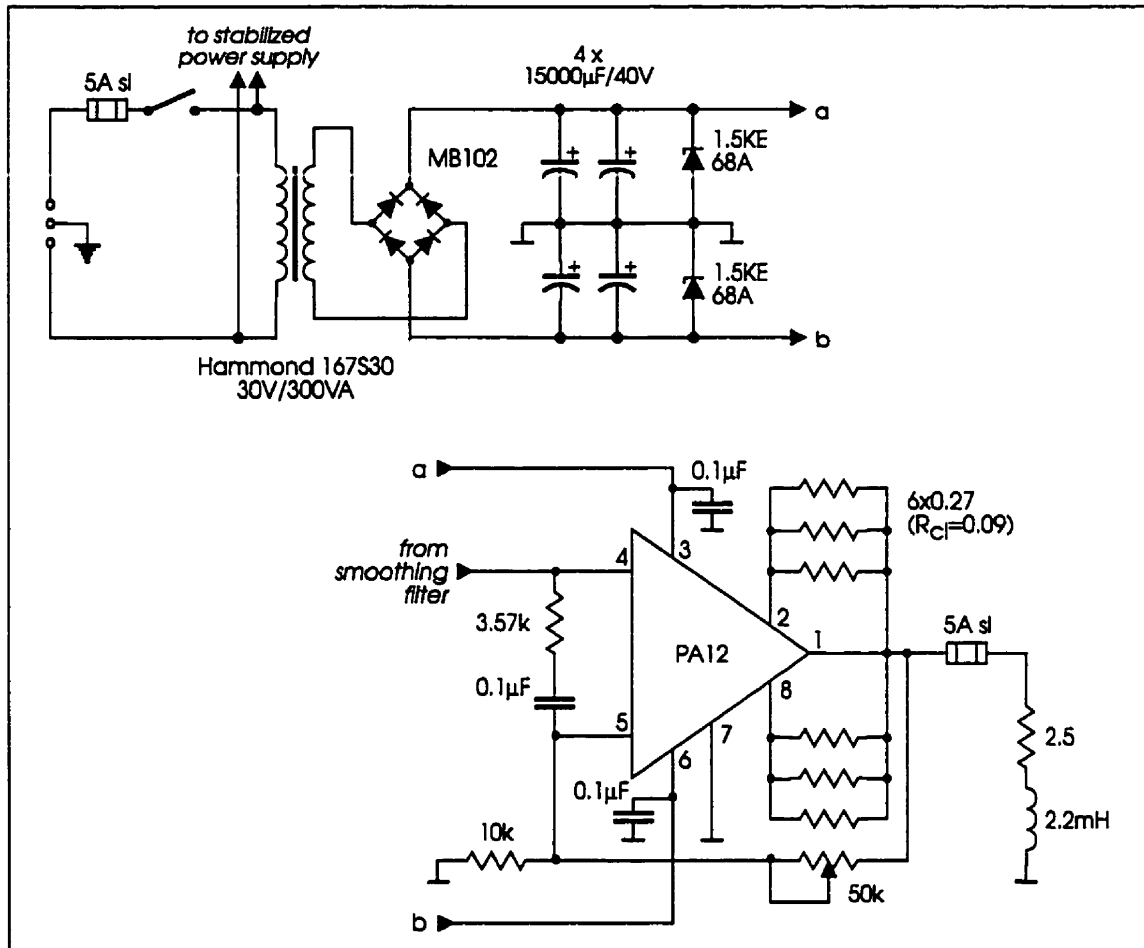 to stabilized
power supply
5A sl
4 x
15000µF/40V
a
+
+
1.5KE
68A
MB102
+
+
1.5KE
68A
b
Hammond 167S30
30V/300VA
a
0.1µF
6x0.27
(Rcl=0.09)
from
smoothing
filter
4
3
3.57k
2
5A sl
PA12
1
0.1µF
8
5
7
2.5
6
0.1µF
2.2mH
10k
50k
b